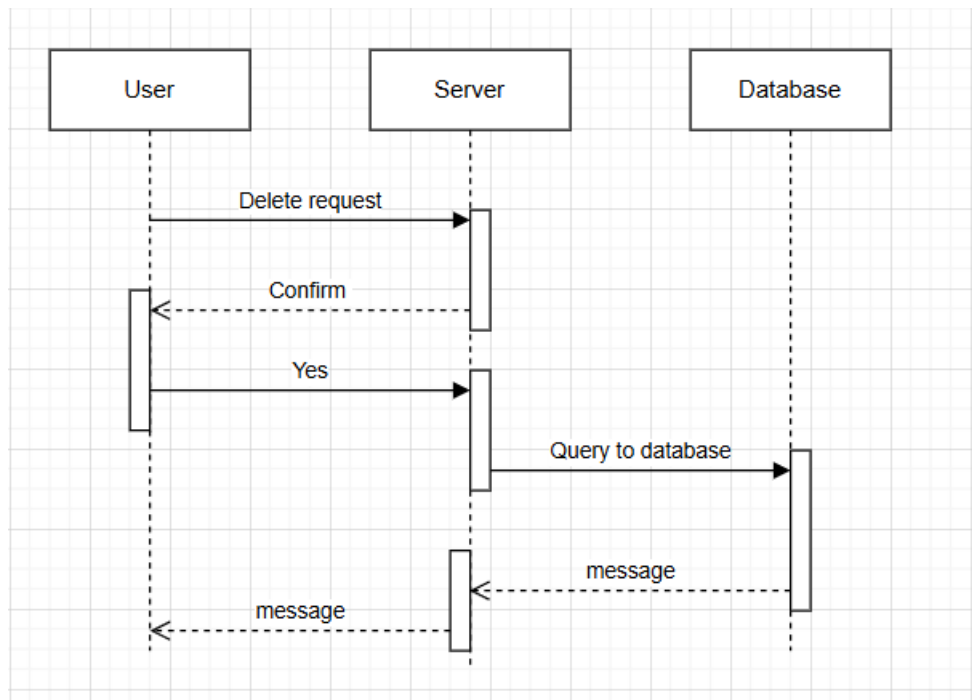 User
Server
Database
Delete request
Confirm
Yes
Query to database
message
message